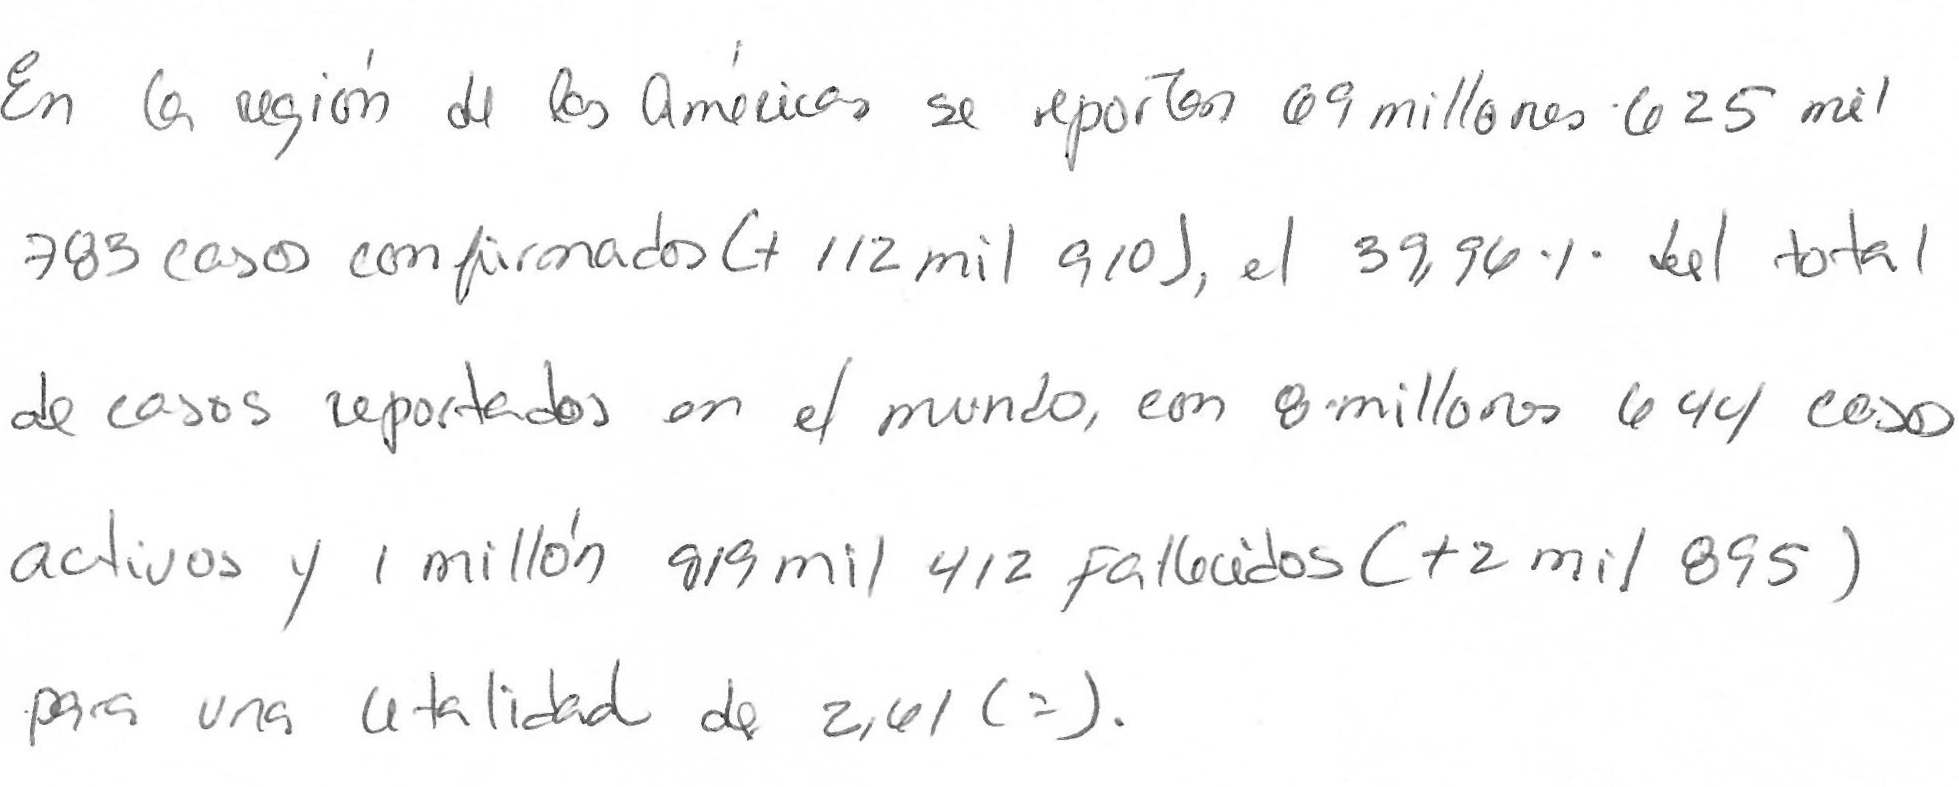 En la región de las Américas se reportan 69 millones 625 mil
783 casos confirmados (+ 112 mil 910), el 39,96 % del total
de casos reportados en el mundo, con 8 millones 644 casos
activos y 1 millón 819 mil 412 fallecidos (+2 mil 895)
para una letalidad de 2,61 (=).